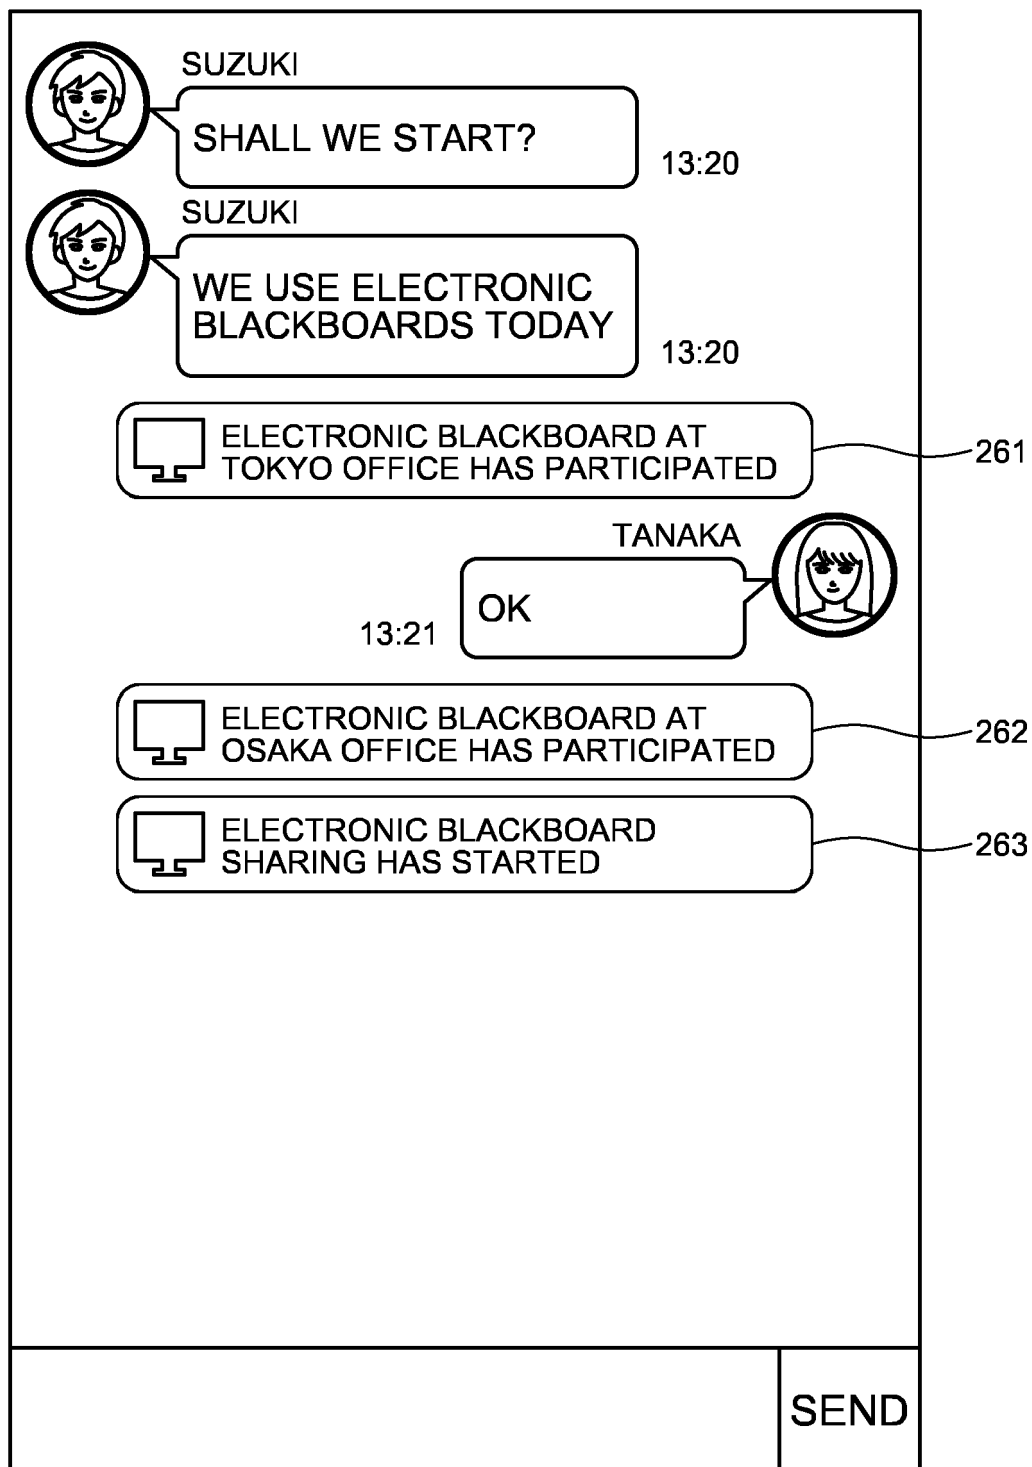 SUZUKI
SHALL WE START?
13:20
SUZUKI
WE USE ELECTRONIC
BLACKBOARDS TODAY
13:20
ELECTRONIC BLACKBOARD AT
TOKYO OFFICE HAS PARTICIPATED
261
TANAKA
OK
13:21
ELECTRONIC BLACKBOARD AT
OSAKA OFFICE HAS PARTICIPATED
262
ELECTRONIC BLACKBOARD
SHARING HAS STARTED
263
SEND